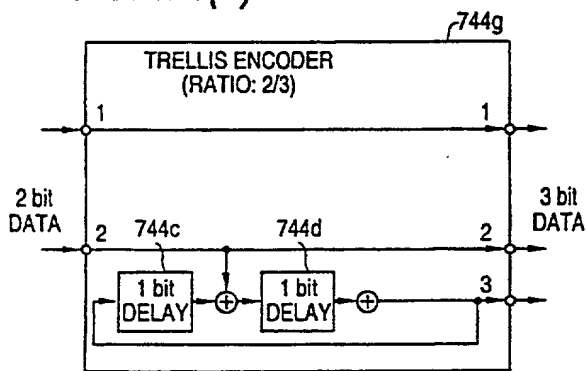 744g
TRELLIS ENCODER
(RATIO: 2/3)
1 1
2 bit
DATA
3 bit
DATA
2 744c 744d 2
3
1 bit
DELAY
1 bit
DELAY